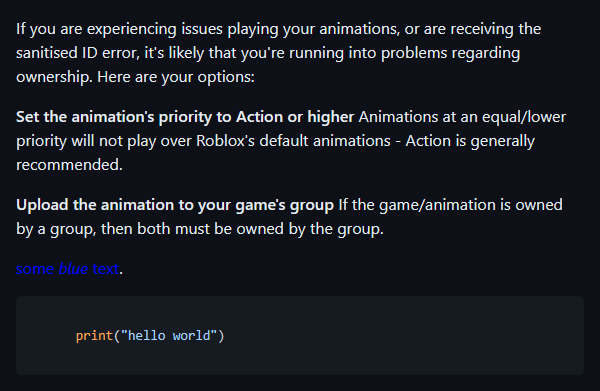 If you are experiencing issues playing your animations, or are receiving the
sanitised ID error, it's likely that you're running into problems regarding
ownership. Here are your options:
Set the animation's priority to Action or higher Animations at an equal/lower
priority will not play over Roblox's default animations - Action is generally
recommended.
Upload the animation to your game's group If the game/animation is owned
by a group, then both must be owned by the group.
some blue text.
print("hello world")